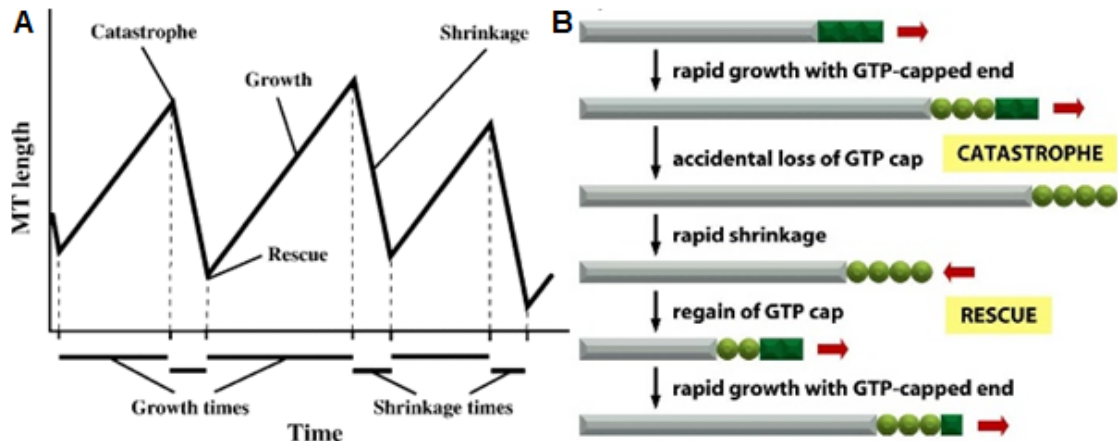 A
Catastrophe
Growth
Shrinkage
MT length
Rescue
Growth times
Shrinkage times
Time
B
rapid growth with GTP-capped end
accidental loss of GTP cap
CATASTROPHE
rapid shrinkage
RESCUE
regain of GTP cap
rapid growth with GTP-capped end